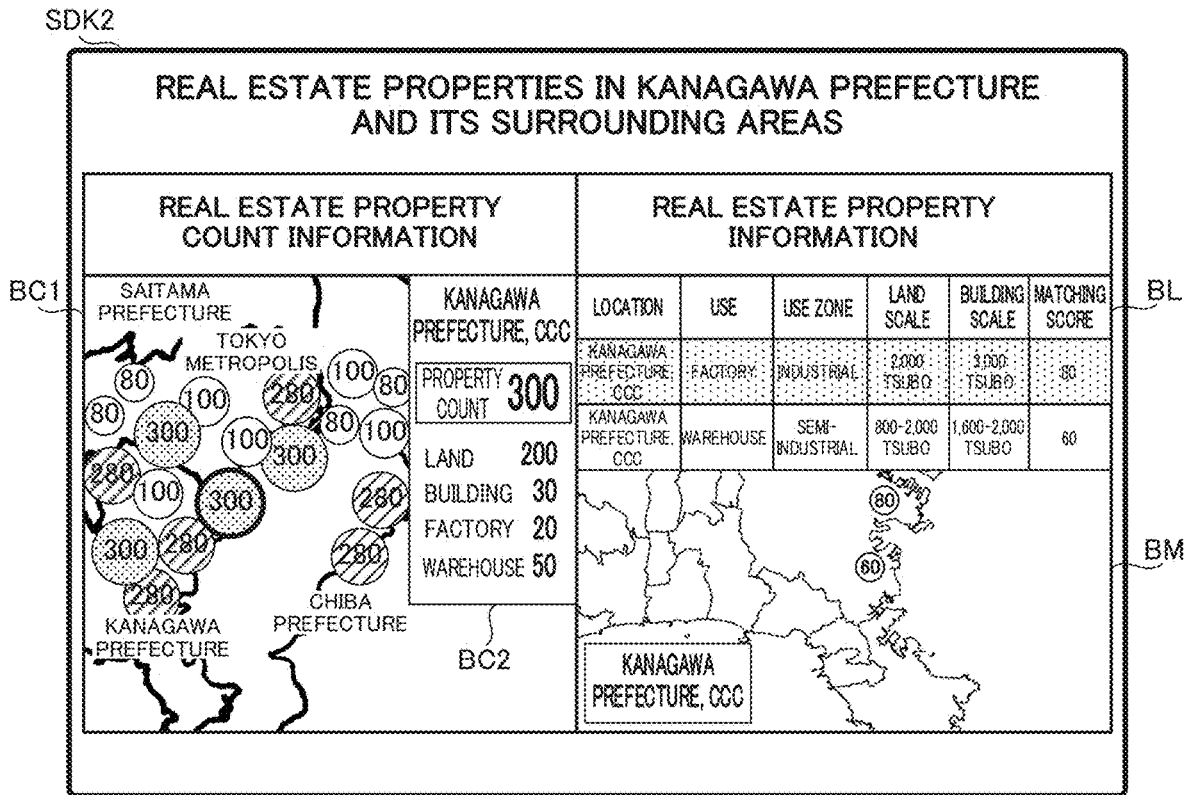 SDK2
REAL ESTATE PROPERTIES IN KANAGAWA PREFECTURE
AND ITS SURROUNDING AREAS
REAL ESTATE PROPERTY
COUNT INFORMATION
REAL ESTATE PROPERTY
INFORMATION
BC1
SAITAMA
PREFECTURE
TOKYO
METROPOLIS
80
100
280
100
80
80
100
80
100
300
100
300
280
100
300
280
300
280
280
280
CHIBA
PREFECTURE
KANAGAWA
PREFECTURE
KANAGAWA
PREFECTURE, CCC
PROPERTY
COUNT
300
LAND 200
BUILDING 30
FACTORY 20
WAREHOUSE 50
BC2
LOCATION USE USE ZONE LAND SCALE BUILDING SCALE MATCHING SCORE
BL
KANAGAWA
PREFECTURE,
CCC
FACTORY
INDUSTRIAL
2,000
TSUBO
3,000
TSUBO
80
KANAGAWA
PREFECTURE,
CCC
WAREHOUSE
SEMI-
INDUSTRIAL
800-2,000
TSUBO
1,600-2,000
TSUBO
60
80
60
BM
KANAGAWA
PREFECTURE, CCC